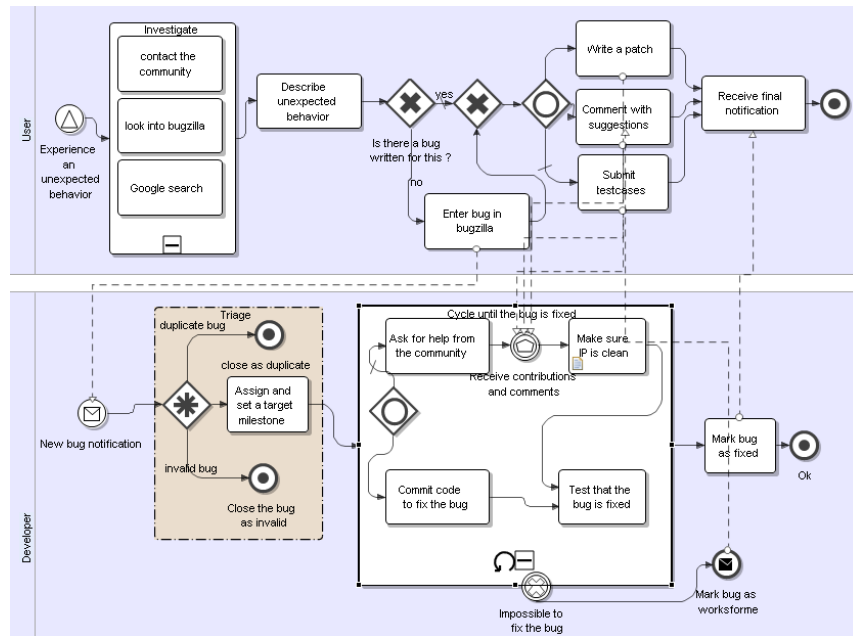 User
Investigate
contact the
community
look into bugzilla
Google search
Experience
an
unexpected
behavior
Describe
unexpected
behavior
yes
Is there a bug
written for this ?
no
Enter bug in
bugzilla
Write a patch
Comment with
suggestions
Submit
testcases
Receive final
notification
Developer
New bug notification
Triage
duplicate bug
close as duplicate
Assign and
set a target
milestone
invalid bug
Close the bug
as invalid
Cycle until the bug is fixed
Ask for help from
the community
Receive contributions
and comments
Make sure
IP is clean
Commit code
to fix the bug
Test that the
bug is fixed
Impossible to
fix the bug
Mark bug
as fixed
Ok
Mark bug as
worksforme